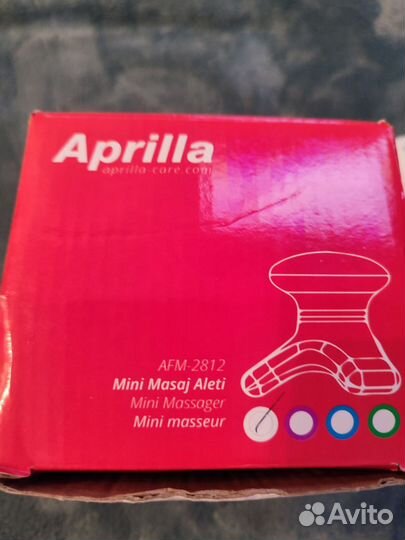 Aprilla
aprilla-care.com
AFM-2812
Mini Masaj Aleti
Mini Massager
Mini masseur
Avito